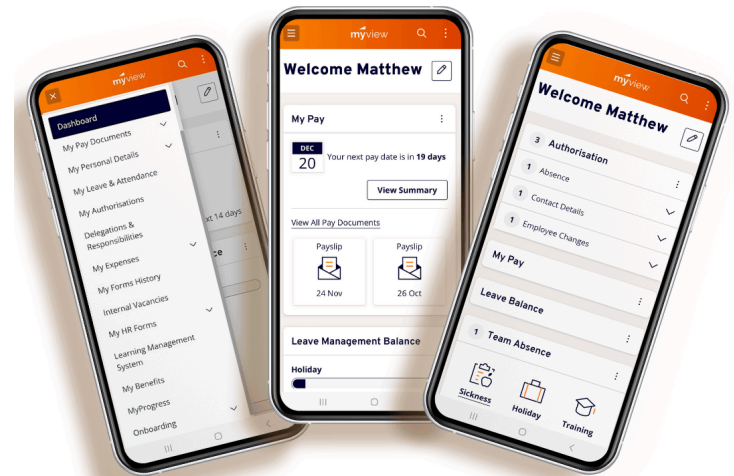 myview
Dashboard
My Pay Documents
My Personal Details
My Leave & Attendance
My Authorisations
Delegations &
Responsibilities
My Expenses
My Forms History
Internal Vacancies
My HR Forms
Learning Management
System
My Benefits
MyProgress
Onboarding
xt 14 days
ce
myview
Welcome Matthew
My Pay
DEC
20
Your next pay date is in 19 days
View Summary
View All Pay Documents
Payslip
24 Nov
Payslip
26 Oct
Leave Management Balance
Holiday
myview
Welcome Matthew
3 Authorisation
1 Absence
1 Contact Details
1 Employee Changes
My Pay
Leave Balance
1 Team Absence
Sickness
Holiday
Training